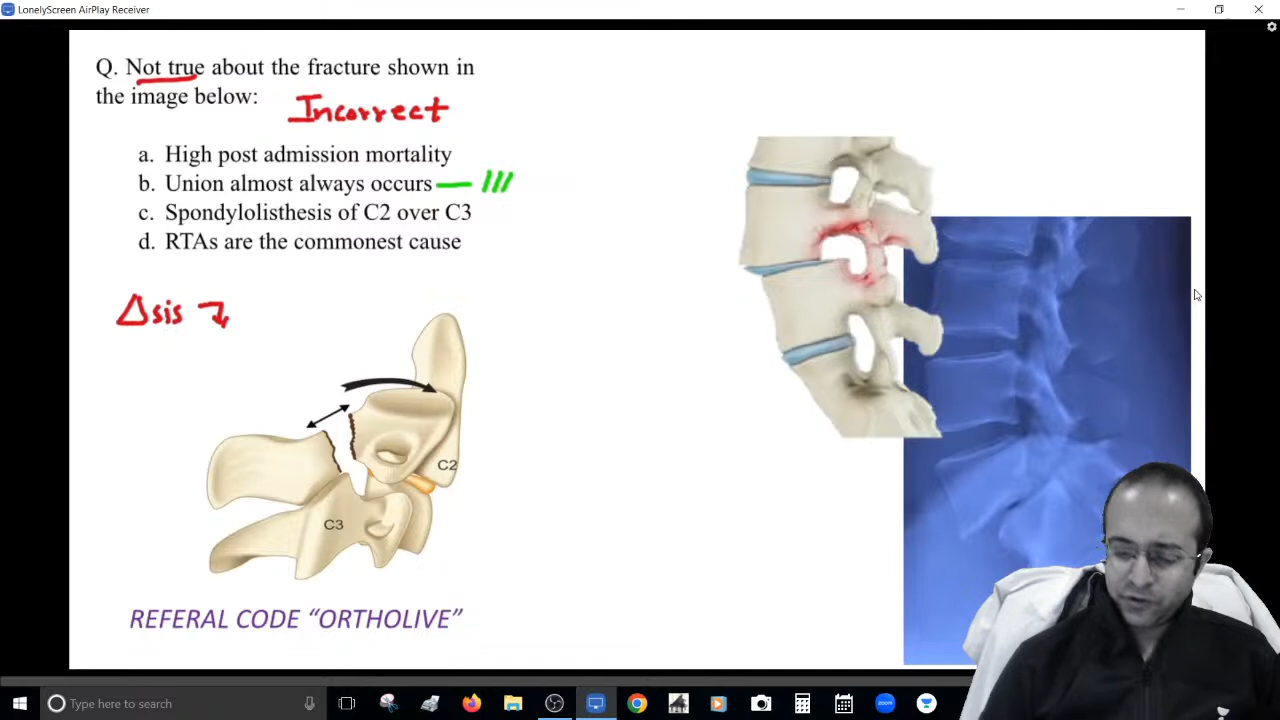 LonelyScreen AirPlay Receiver
Q. Not true about the fracture shown in
the image below:
Incorrect
a. High post admission mortality
b. Union almost always occurs
c. Spondylolisthesis of C2 over C3
d. RTAs are the commonest cause
Δsis
C2
C3
REFERAL CODE “ORTHOLIVE”
Type here to search
zoom